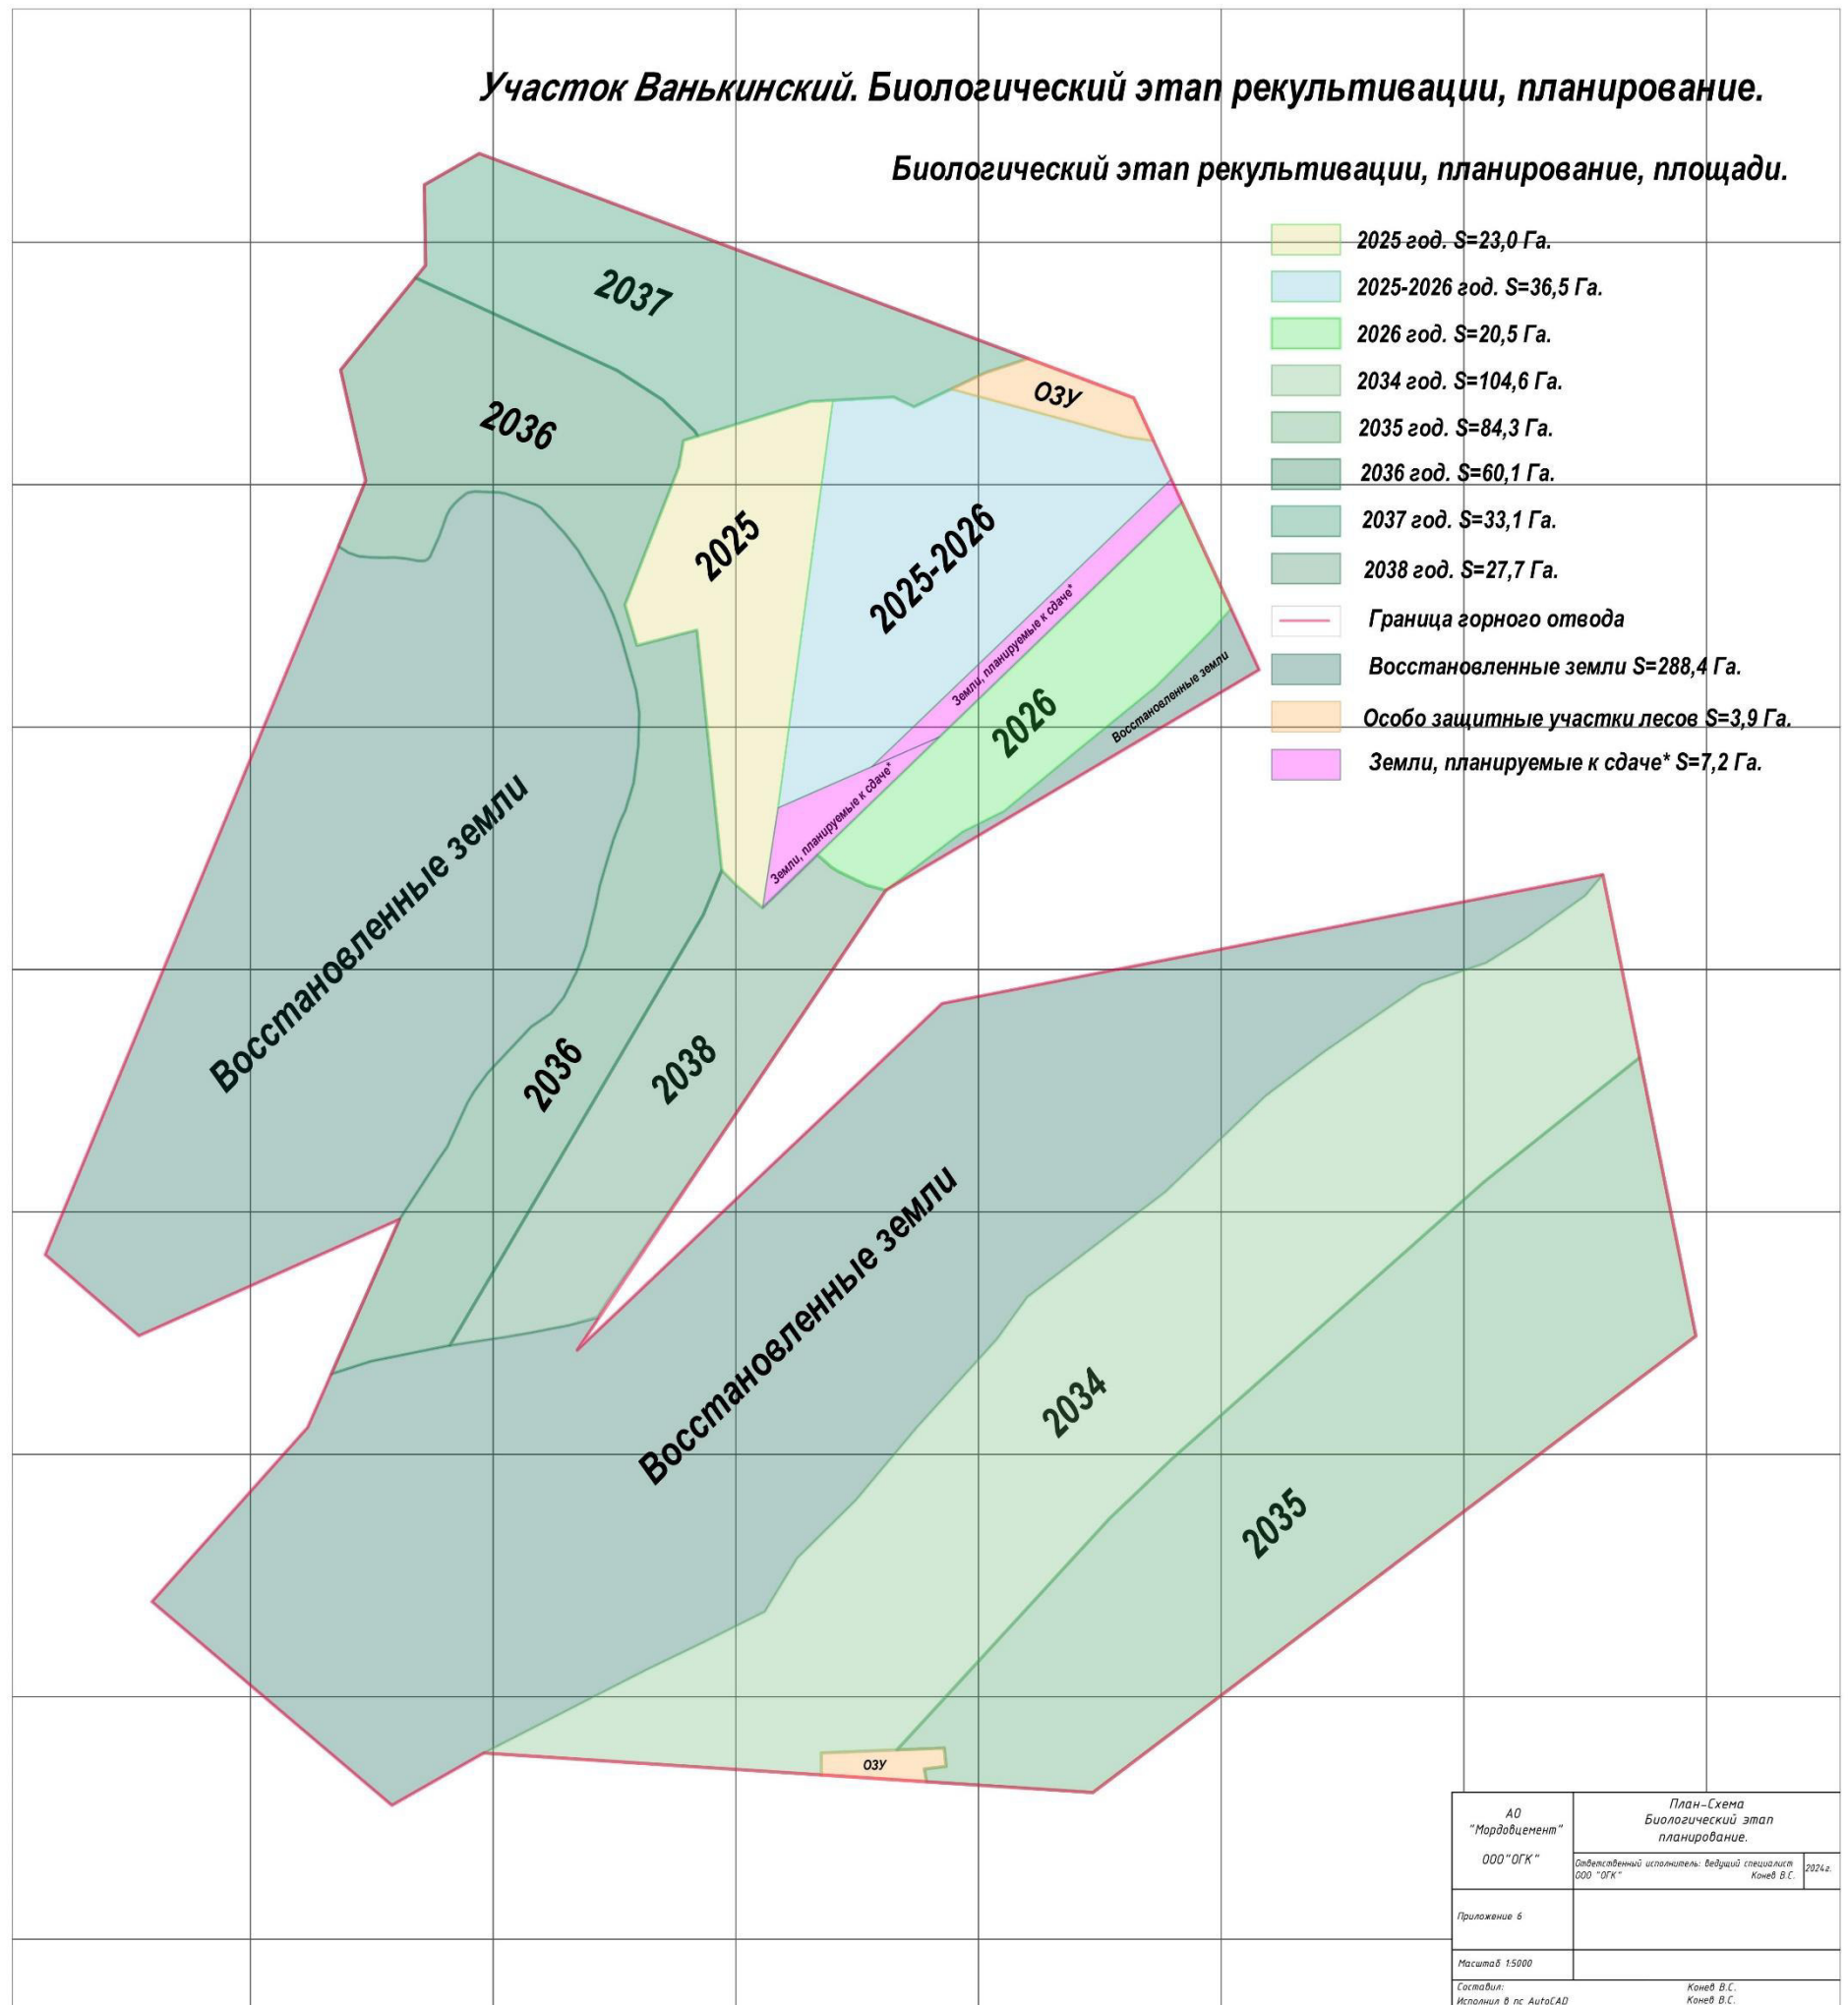 Участок Ванькинский. Биологический этап рекультивации, планирование.
Биологический этап рекультивации, планирование, площади.
2025 год. S=23,0 Га.
2025-2026 год. S=36,5 Га.
2026 год. S=20,5 Га.
2034 год. S=104,6 Га.
2035 год. S=84,3 Га.
2036 год. S=60,1 Га.
2037 год. S=33,1 Га.
2038 год. S=27,7 Га.
Граница горного отвода
Восстановленные земли S=288,4 Га.
Особо защитные участки лесов S=3,9 Га.
Земли, планируемые к сдаче* S=7,2 Га.
2037
2036
ОЗУ
2025
2025-2026
Земли, планируемые к сдаче*
2026
Восстановленные земли
Земли, планируемые к сдаче*
Восстановленные земли
2036
2038
Восстановленные земли
2034
2035
ОЗУ
АО
"Мордовцемент"
ООО"ОГК"
План-Схема
Биологический этап
планирование.
Ответственный исполнитель: Ведущий специалист
ООО "ОГК" Конев В.С.
2024г.
Приложение 6
Масштаб 1:5000
Составил: Конев В.С.
Исполнил в пс AutoCAD Конев В.С.